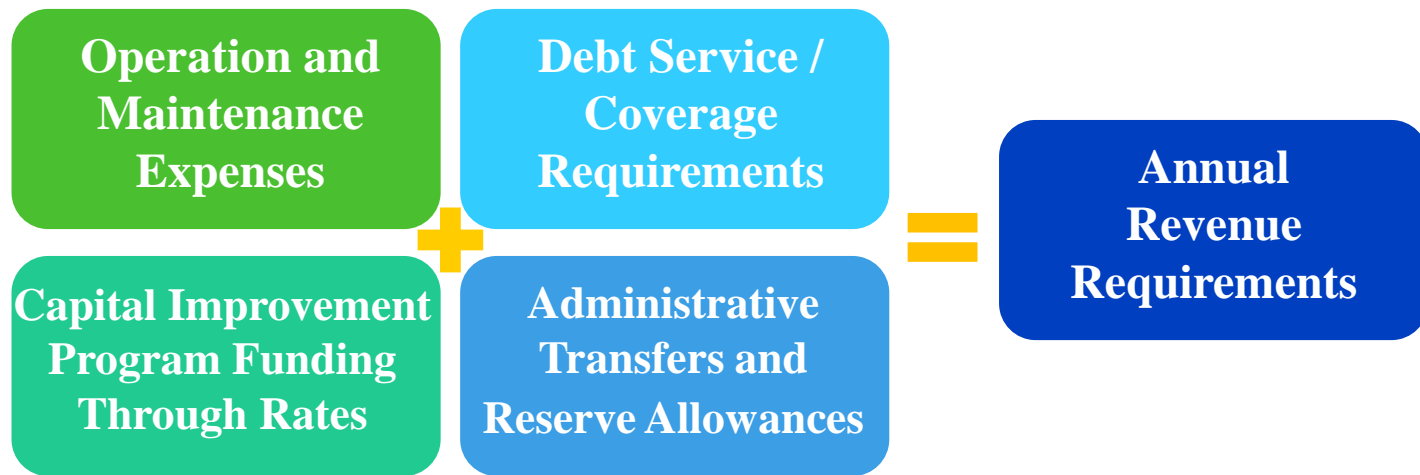 Operation and
Maintenance
Expenses
Debt Service /
Coverage
Requirements
Capital Improvement
Program Funding
Through Rates
Administrative
Transfers and
Reserve Allowances
Annual
Revenue
Requirements